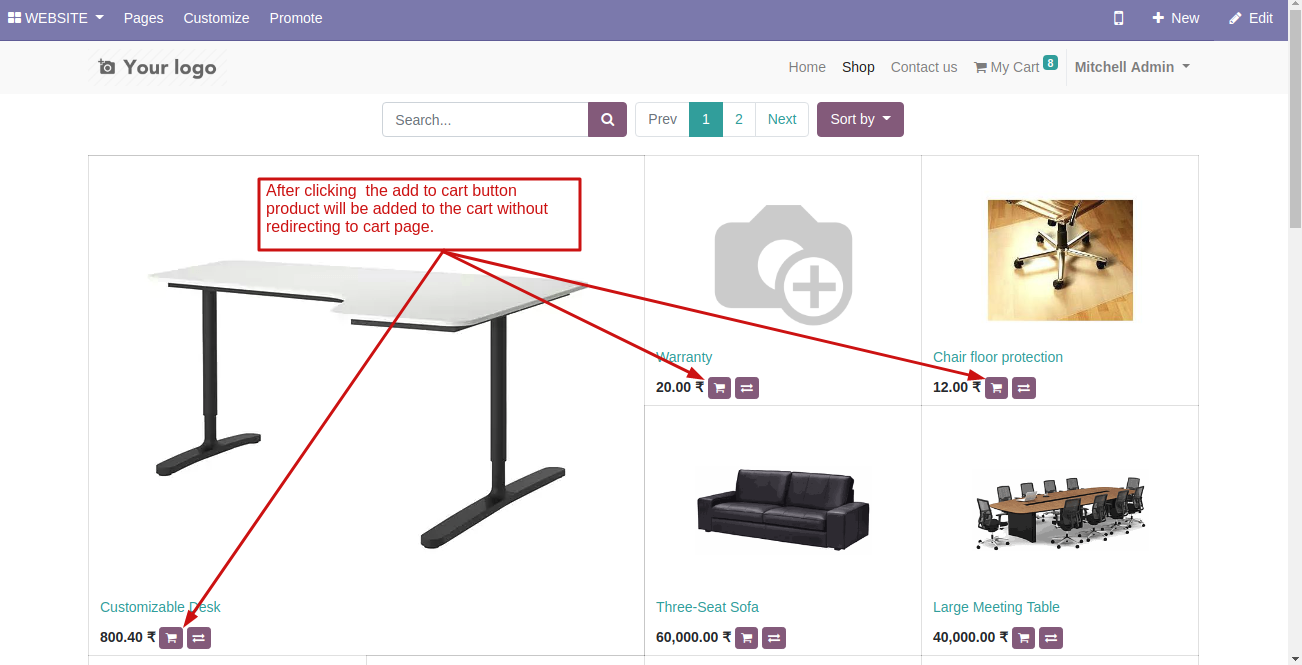 WEBSITE Pages Customize Promote New Edit
Your logo Home Shop Contact us My Cart 8 Mitchell Admin
Search... Prev 1 2 Next Sort by
After clicking  the add to cart button
product will be added to the cart without
redirecting to cart page.
Warranty
20.00 ₹
Chair floor protection
12.00 ₹
Customizable Desk
800.40 ₹
Three-Seat Sofa
60,000.00 ₹
Large Meeting Table
40,000.00 ₹